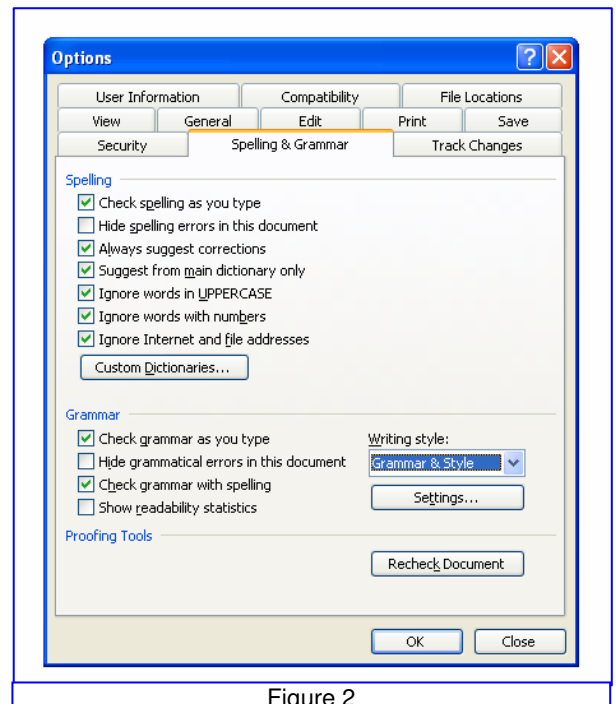 Options
User Information Compatibility File Locations
View General Edit Print Save
Security Spelling & Grammar Track Changes
Spelling
Check spelling as you type
Hide spelling errors in this document
Always suggest corrections
Suggest from main dictionary only
Ignore words in UPPERCASE
Ignore words with numbers
Ignore Internet and file addresses
Custom Dictionaries...
Grammar
Check grammar as you type Writing style:
Hide grammatical errors in this document Grammar & Style
Check grammar with spelling
Settings...
Show readability statistics
Proofing Tools
Recheck Document
OK Close
Figure 2